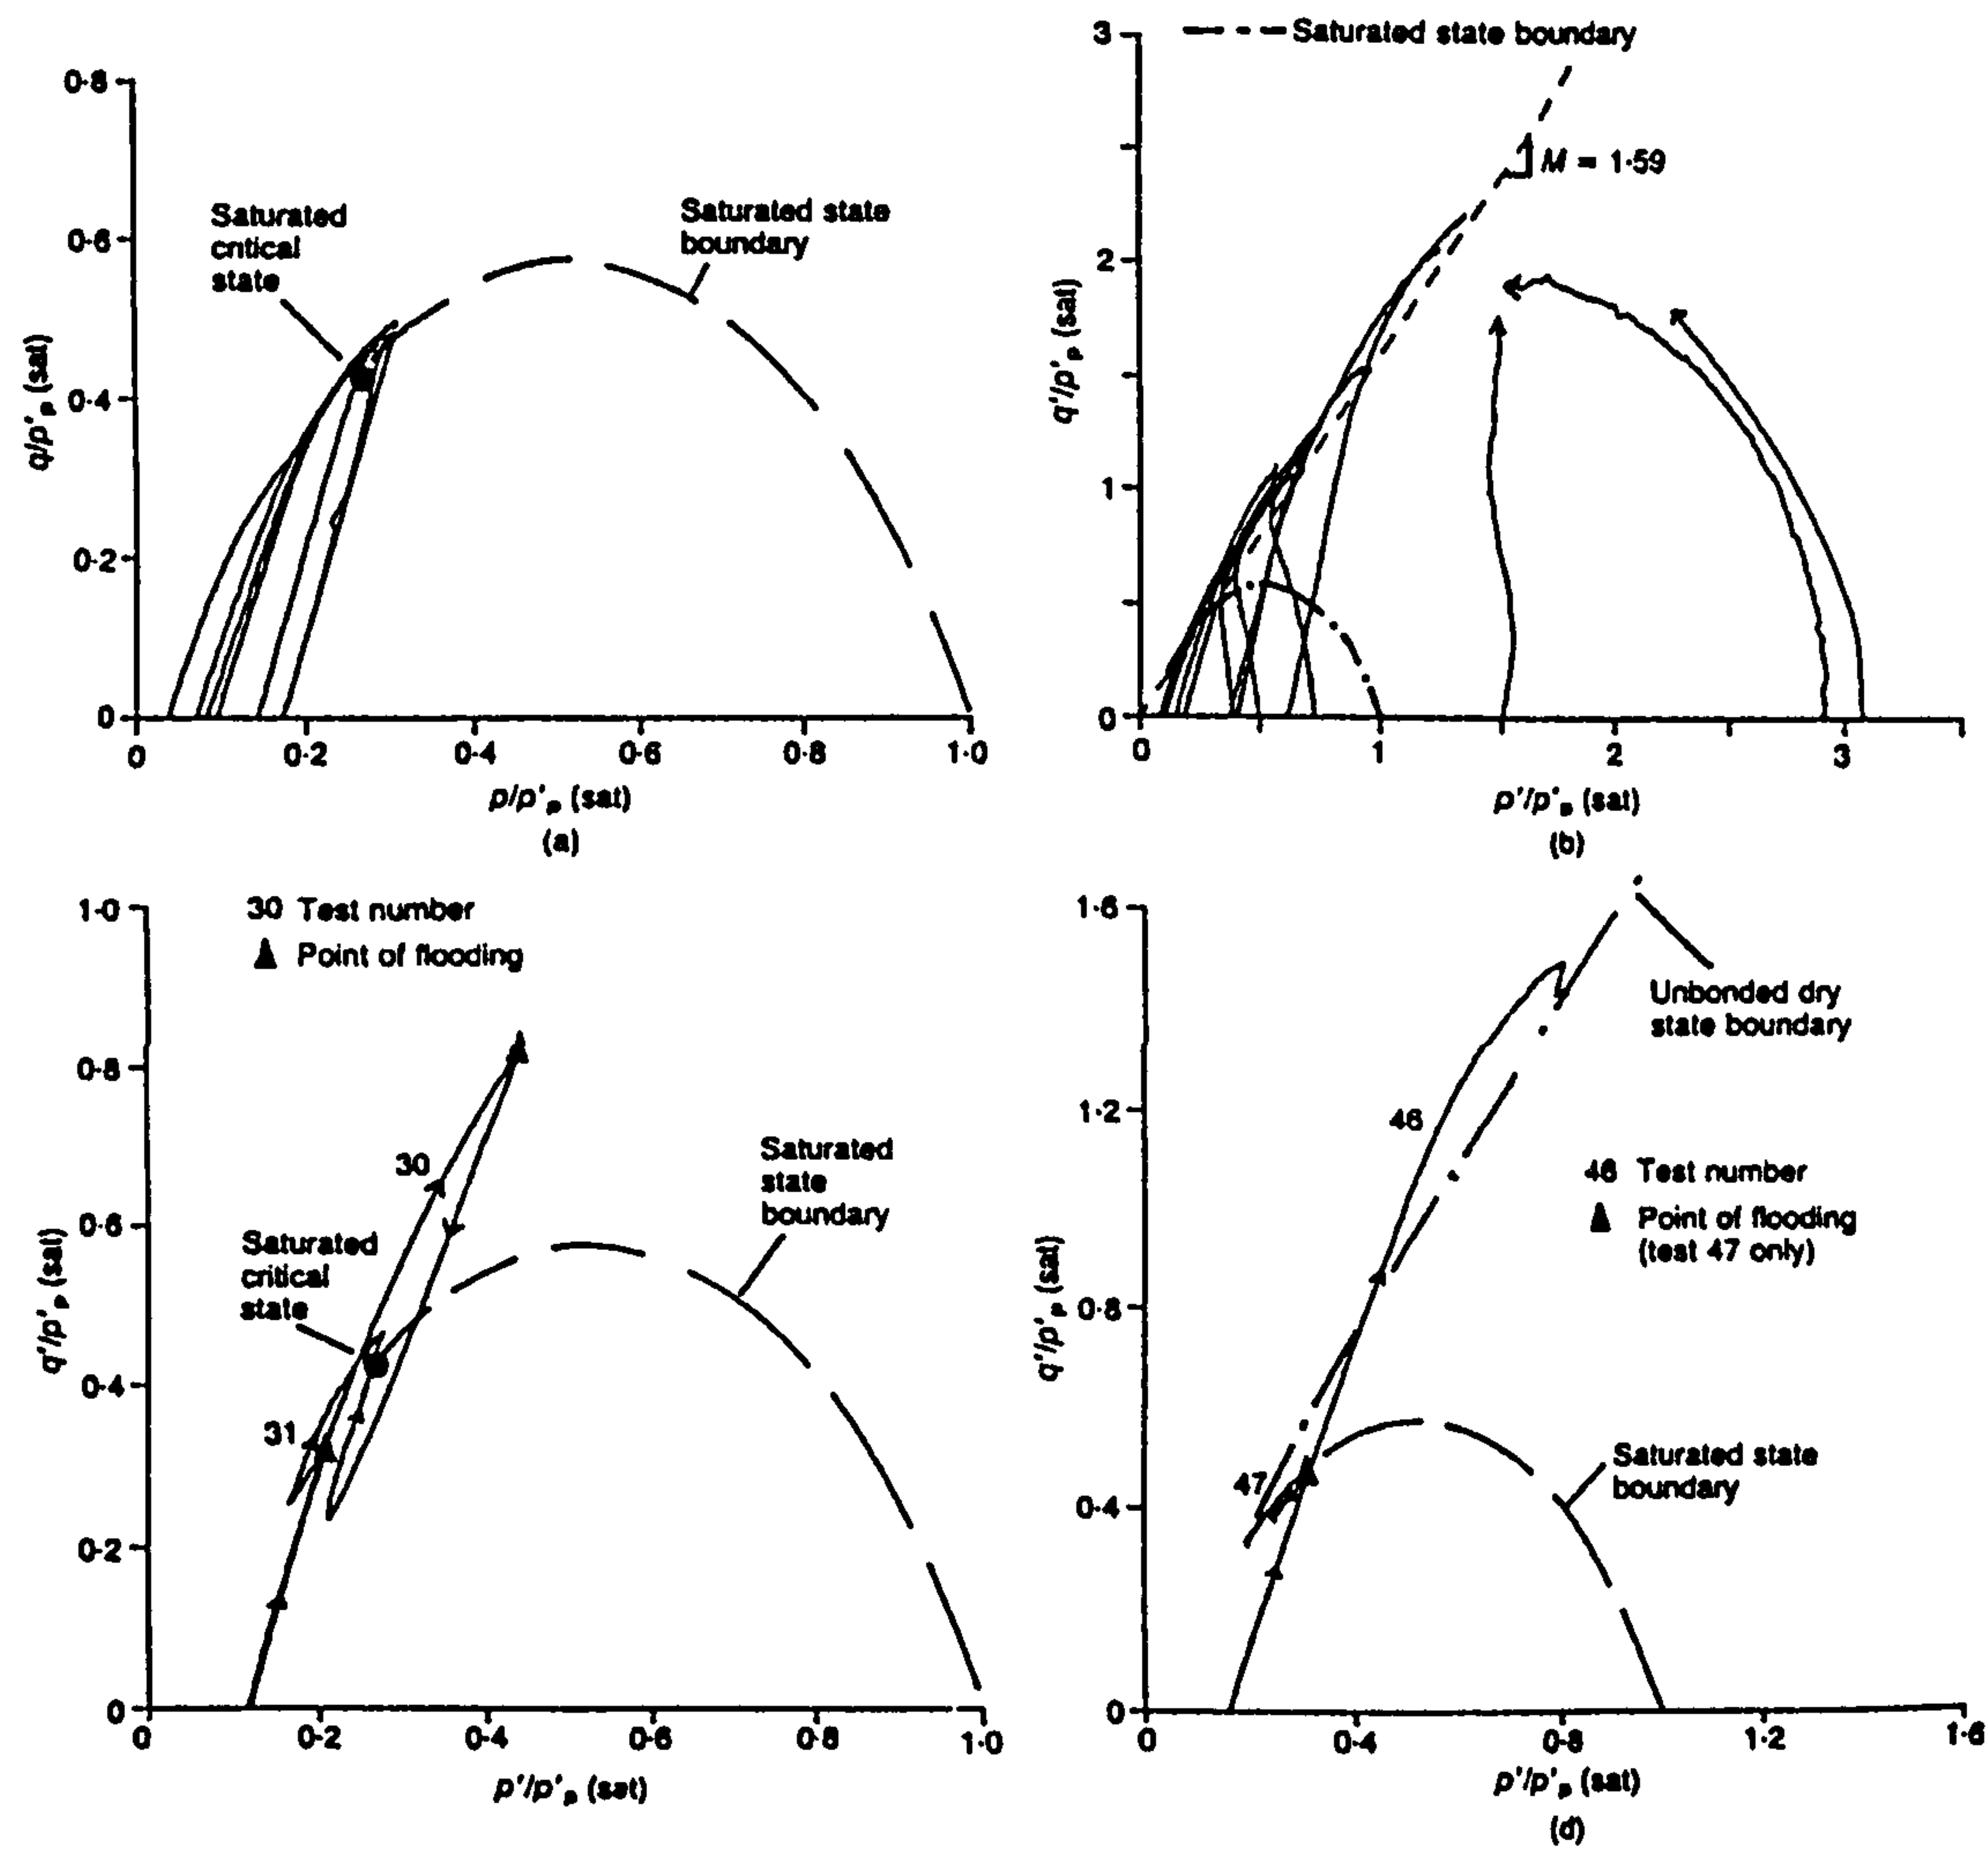 0·8
0·6
0·4
0·2
0
0
0·2
0·4
0·6
0·8
1·0
q/p'p (sat)
p/p'p (sat)
(a)
Saturated
critical
state
Saturated state
boundary
3
2
1
0
0
1
2
3
q'/p'p (sat)
p'/p'p (sat)
(b)
Saturated state boundary
M = 1·59
1·0
0·8
0·6
0·4
0·2
0
0
0·2
0·4
0·6
0·8
1·0
q'/p'p (sat)
p'/p'p (sat)
30 Test number
Point of flooding
30
31
Saturated
critical
state
Saturated
state
boundary
1·6
1·2
0·8
0·4
0
0
0·4
0·8
1·2
1·6
q'/p'p (sat)
p'/p'p (sat)
(d)
Unbonded dry
state boundary
46
46 Test number
Point of flooding
(test 47 only)
47
Saturated state
boundary